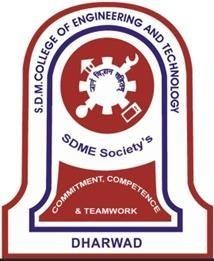 S.D.M.COLLEGE OF ENGINEERING AND TECHNOLOGY
SDME Society's
COMMITMENT, COMPETENCE
& TEAMWORK
DHARWAD